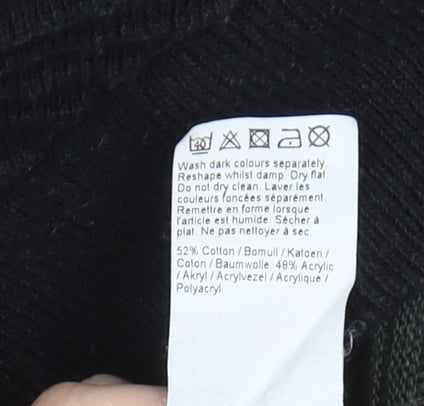 40
Wash dark colours separately.
Reshape whilst damp. Dry flat.
Do not dry clean. Laver les
couleurs foncées séparément.
Remettre en forme lorsque
l'article est humide. Sécher à
plat. Ne pas nettoyer à sec.
52% Cotton / Bomull / Katoen /
Coton / Baumwolle. 48% Acrylic
/ Akryl / Acrylvezel / Acrylique /
Polyacryl.